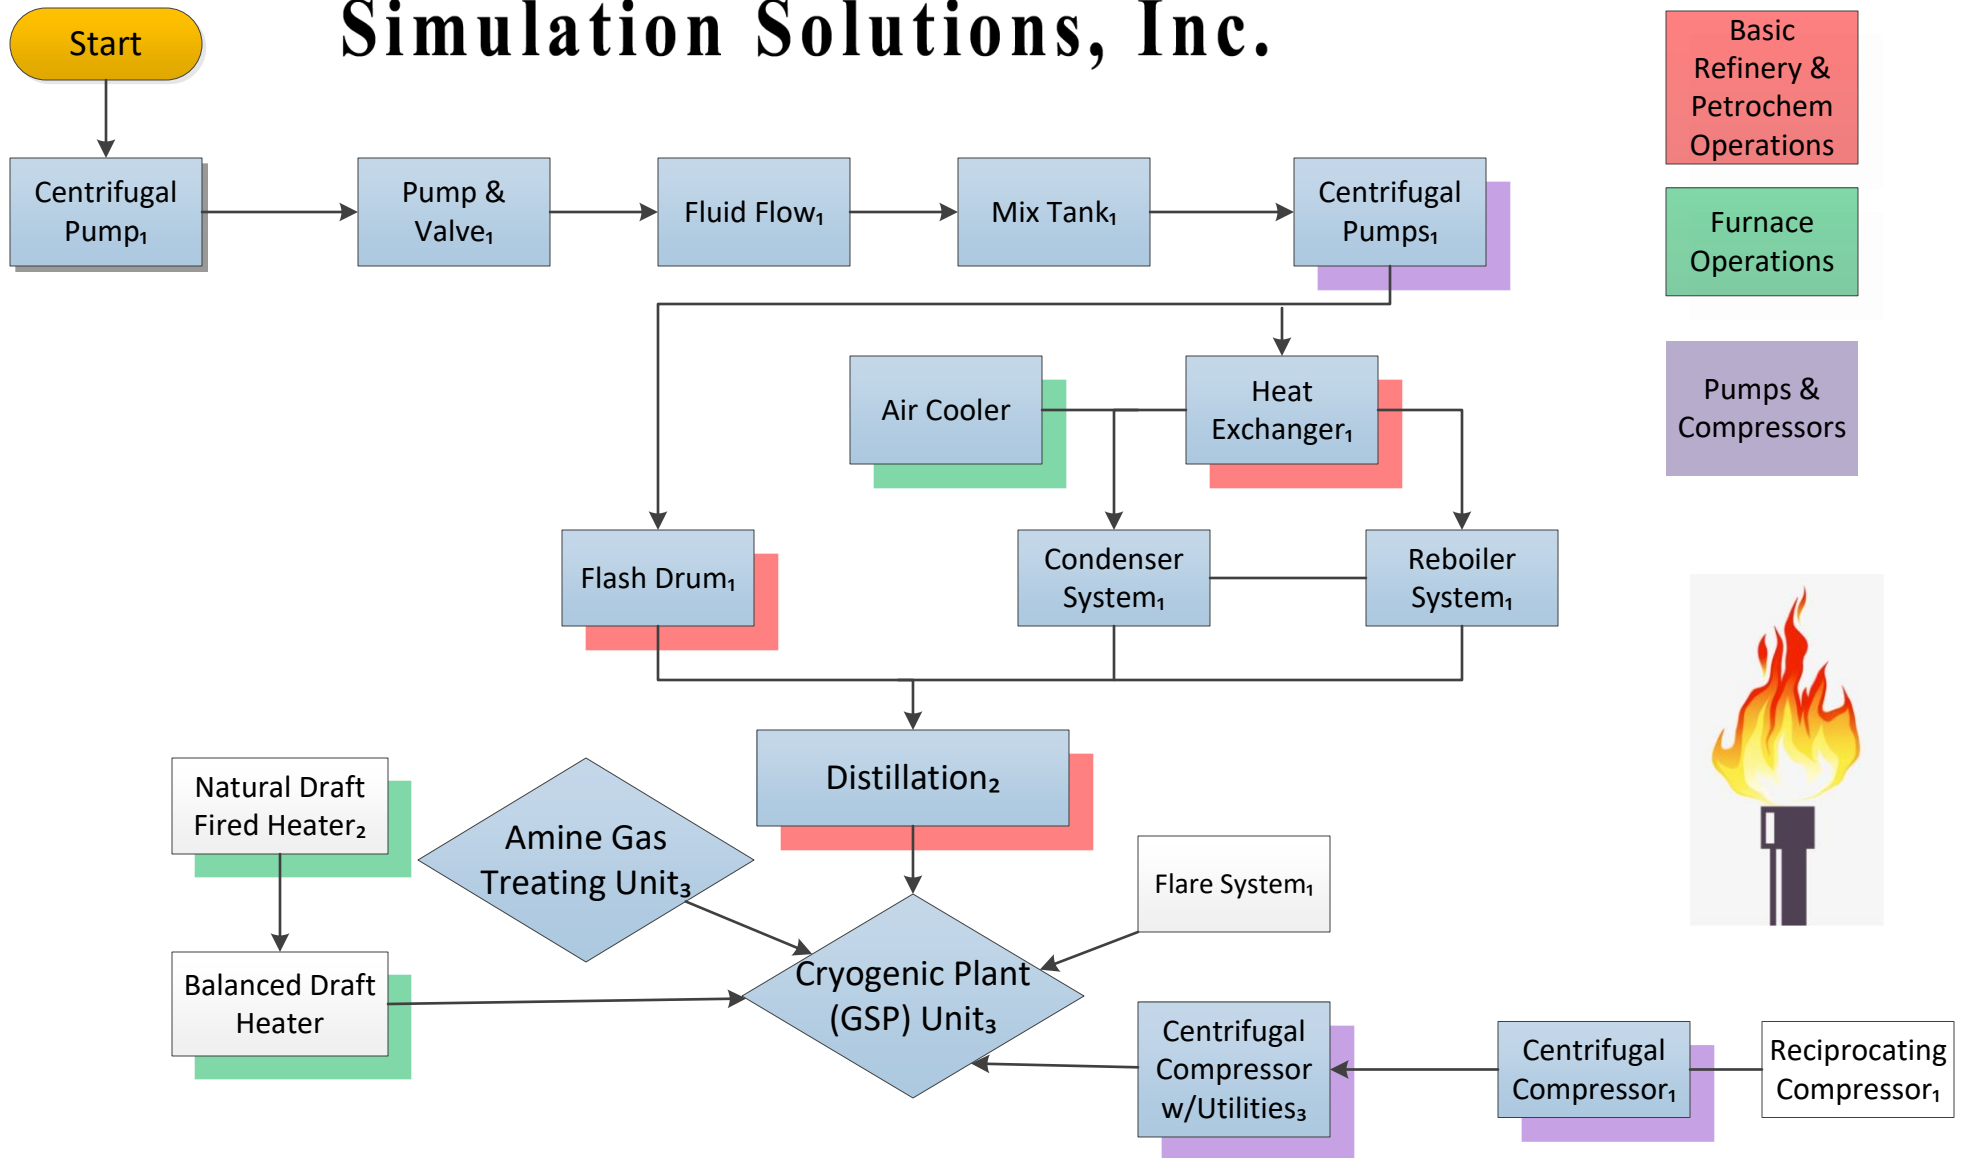 Simulation Solutions, Inc.
Start
Basic
Refinery &
Petrochem
Operations
Centrifugal
Pump₁
Pump &
Valve₁
Fluid Flow₁
Mix Tank₁
Centrifugal
Pumps₁
Furnace
Operations
Air Cooler
Heat
Exchanger₁
Pumps &
Compressors
Flash Drum₁
Condenser
System₁
Reboiler
System₁
Distillation₂
Natural Draft
Fired Heater₂
Amine Gas
Treating Unit₃
Flare System₁
Balanced Draft
Heater
Cryogenic Plant
(GSP) Unit₃
Centrifugal
Compressor
w/Utilities₃
Centrifugal
Compressor₁
Reciprocating
Compressor₁